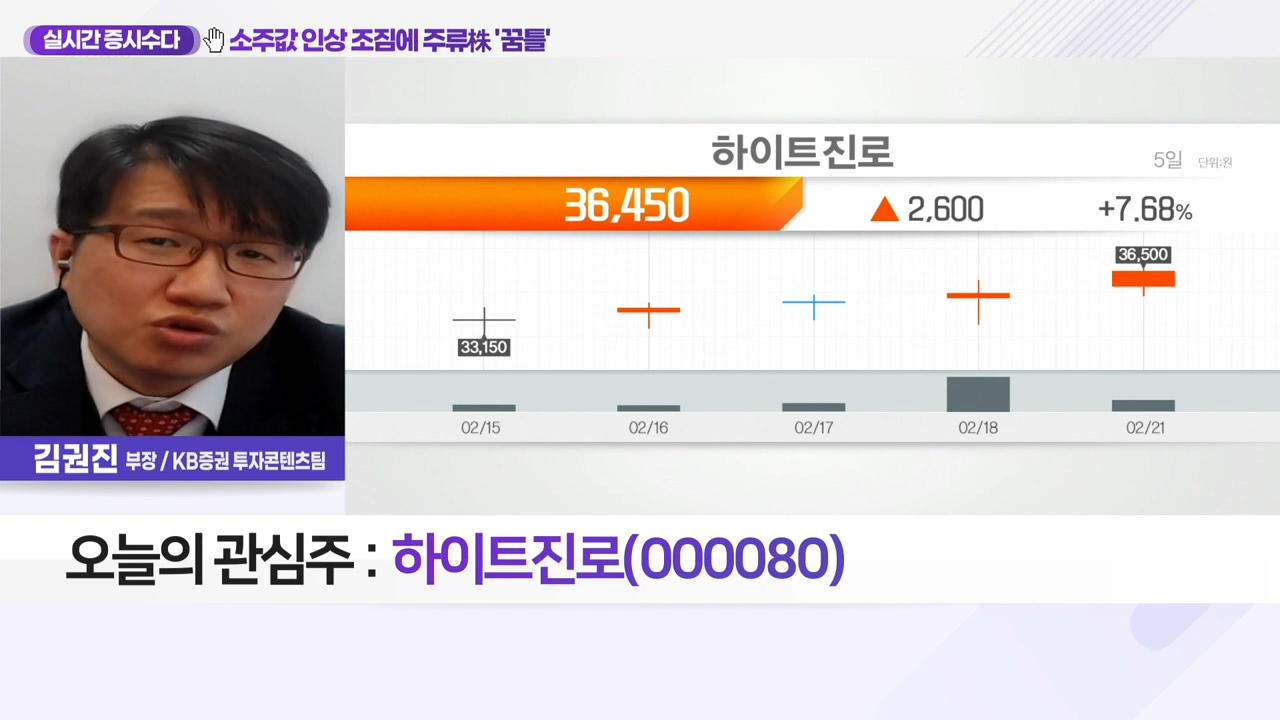 실시간 증시수다 소주값 인상 조짐에 주류株 '꿈틀'
하이트진로
5일 단위:원
36,450 ▲ 2,600 +7.68%
36,500
33,150
02/15 02/16 02/17 02/18 02/21
김권진 부장 / KB증권 투자콘텐츠팀
오늘의 관심주 : 하이트진로(000080)